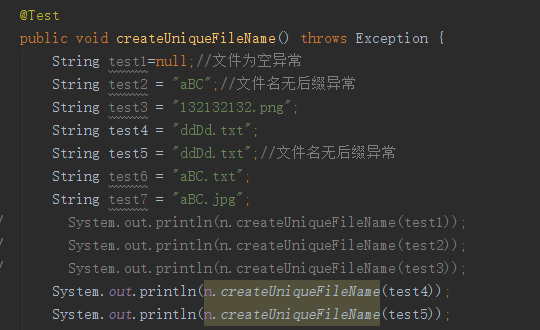 @Test
public void createUniqueFileName() throws Exception {
String test1=null;//文件为空异常
String test2 = "aBC";//文件名无后缀异常
String test3 = "132132132.png";
String test4 = "ddDd.txt";
String test5 = "ddDd.txt";//文件名无后缀异常
String test6 = "aBC.txt";
String test7 = "aBC.jpg";
/ System.out.println(n.createUniqueFileName(test1));
/ System.out.println(n.createUniqueFileName(test2));
/ System.out.println(n.createUniqueFileName(test3));
System.out.println(n.createUniqueFileName(test4));
System.out.println(n.createUniqueFileName(test5));